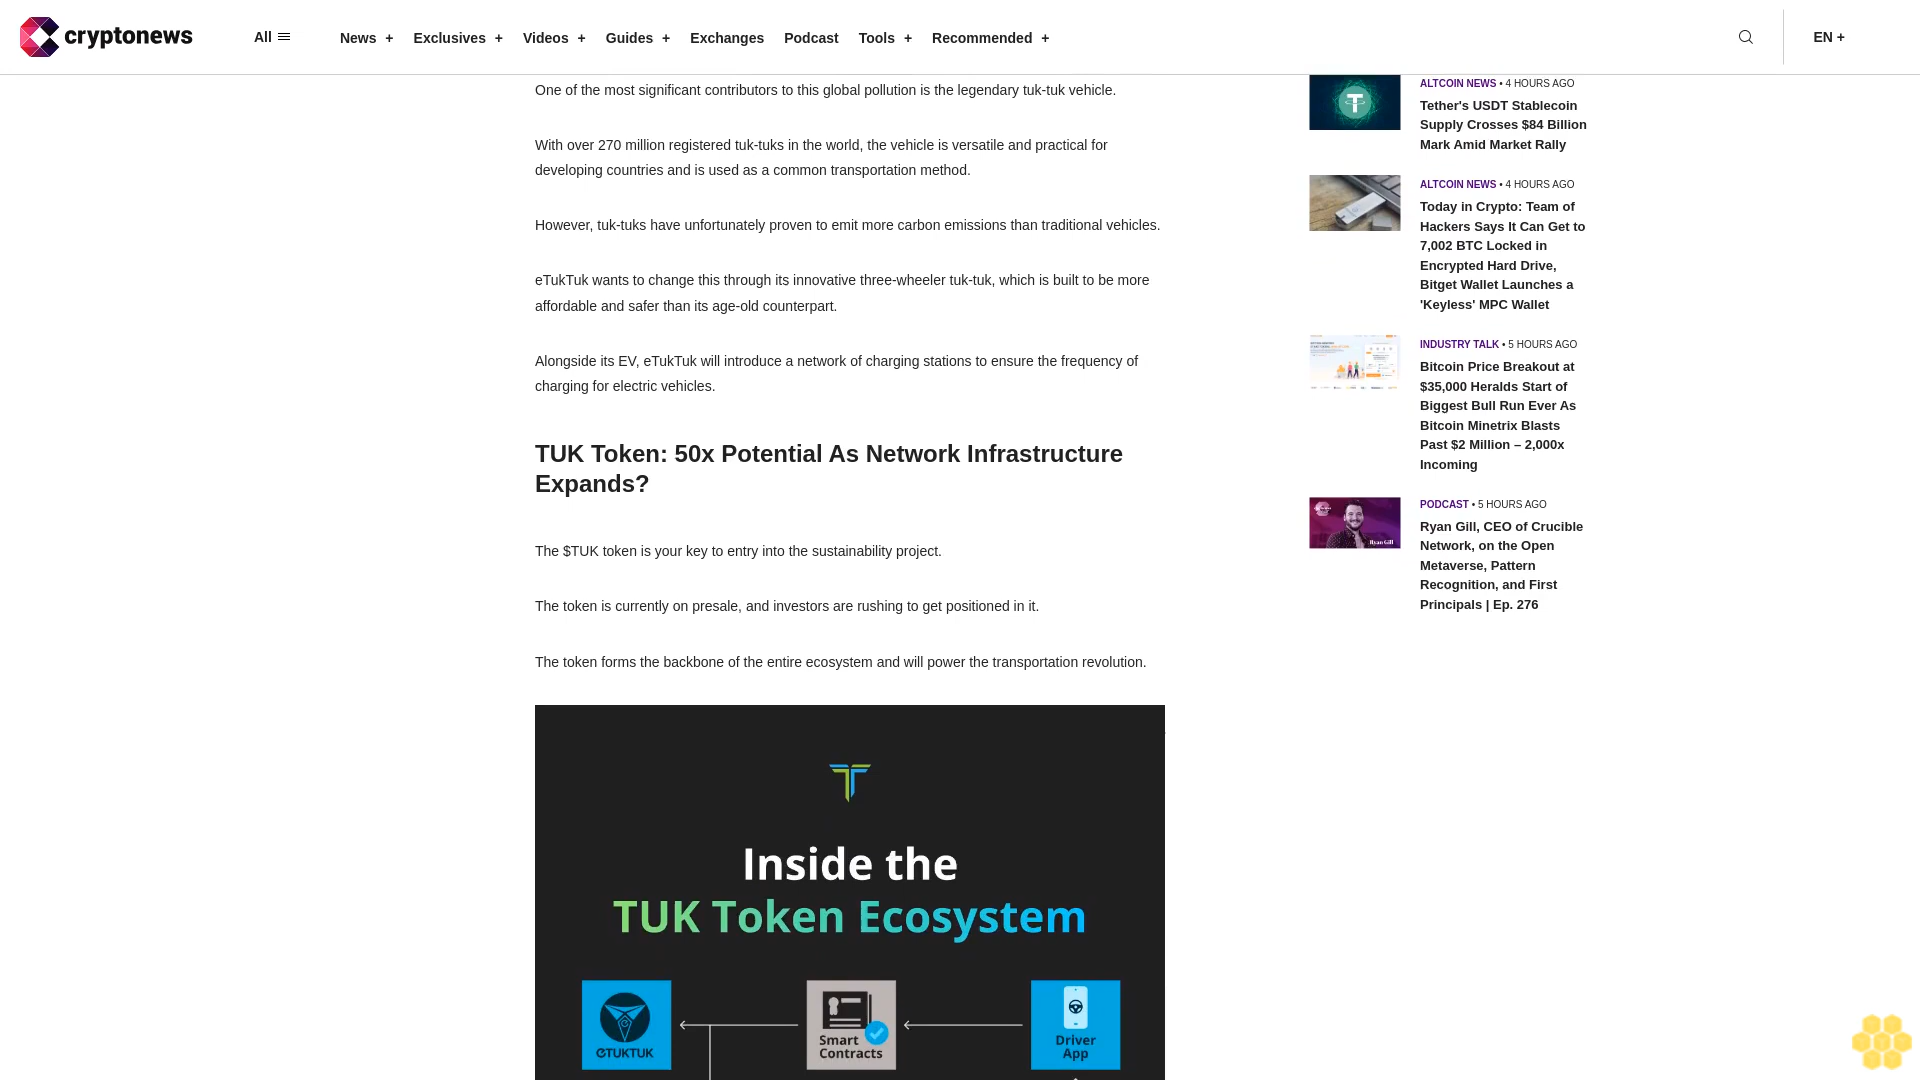 cryptonews
All
News +
Exclusives +
Videos +
Guides +
Exchanges
Podcast
Tools +
Recommended +
EN +
One of the most significant contributors to this global pollution is the legendary tuk-tuk vehicle.
With over 270 million registered tuk-tuks in the world, the vehicle is versatile and practical for
developing countries and is used as a common transportation method.
However, tuk-tuks have unfortunately proven to emit more carbon emissions than traditional vehicles.
eTukTuk wants to change this through its innovative three-wheeler tuk-tuk, which is built to be more
affordable and safer than its age-old counterpart.
Alongside its EV, eTukTuk will introduce a network of charging stations to ensure the frequency of
charging for electric vehicles.
TUK Token: 50x Potential As Network Infrastructure
Expands?
The $TUK token is your key to entry into the sustainability project.
The token is currently on presale, and investors are rushing to get positioned in it.
The token forms the backbone of the entire ecosystem and will power the transportation revolution.
Inside the
TUK Token Ecosystem
eTUKTUK
Smart
Contracts
Driver
App
ALTCOIN NEWS • 4 HOURS AGO
Tether's USDT Stablecoin
Supply Crosses $84 Billion
Mark Amid Market Rally
ALTCOIN NEWS • 4 HOURS AGO
Today in Crypto: Team of
Hackers Says It Can Get to
7,002 BTC Locked in
Encrypted Hard Drive,
Bitget Wallet Launches a
'Keyless' MPC Wallet
INDUSTRY TALK • 5 HOURS AGO
Bitcoin Price Breakout at
$35,000 Heralds Start of
Biggest Bull Run Ever As
Bitcoin Minetrix Blasts
Past $2 Million – 2,000x
Incoming
Ryan Gill
PODCAST • 5 HOURS AGO
Ryan Gill, CEO of Crucible
Network, on the Open
Metaverse, Pattern
Recognition, and First
Principals | Ep. 276